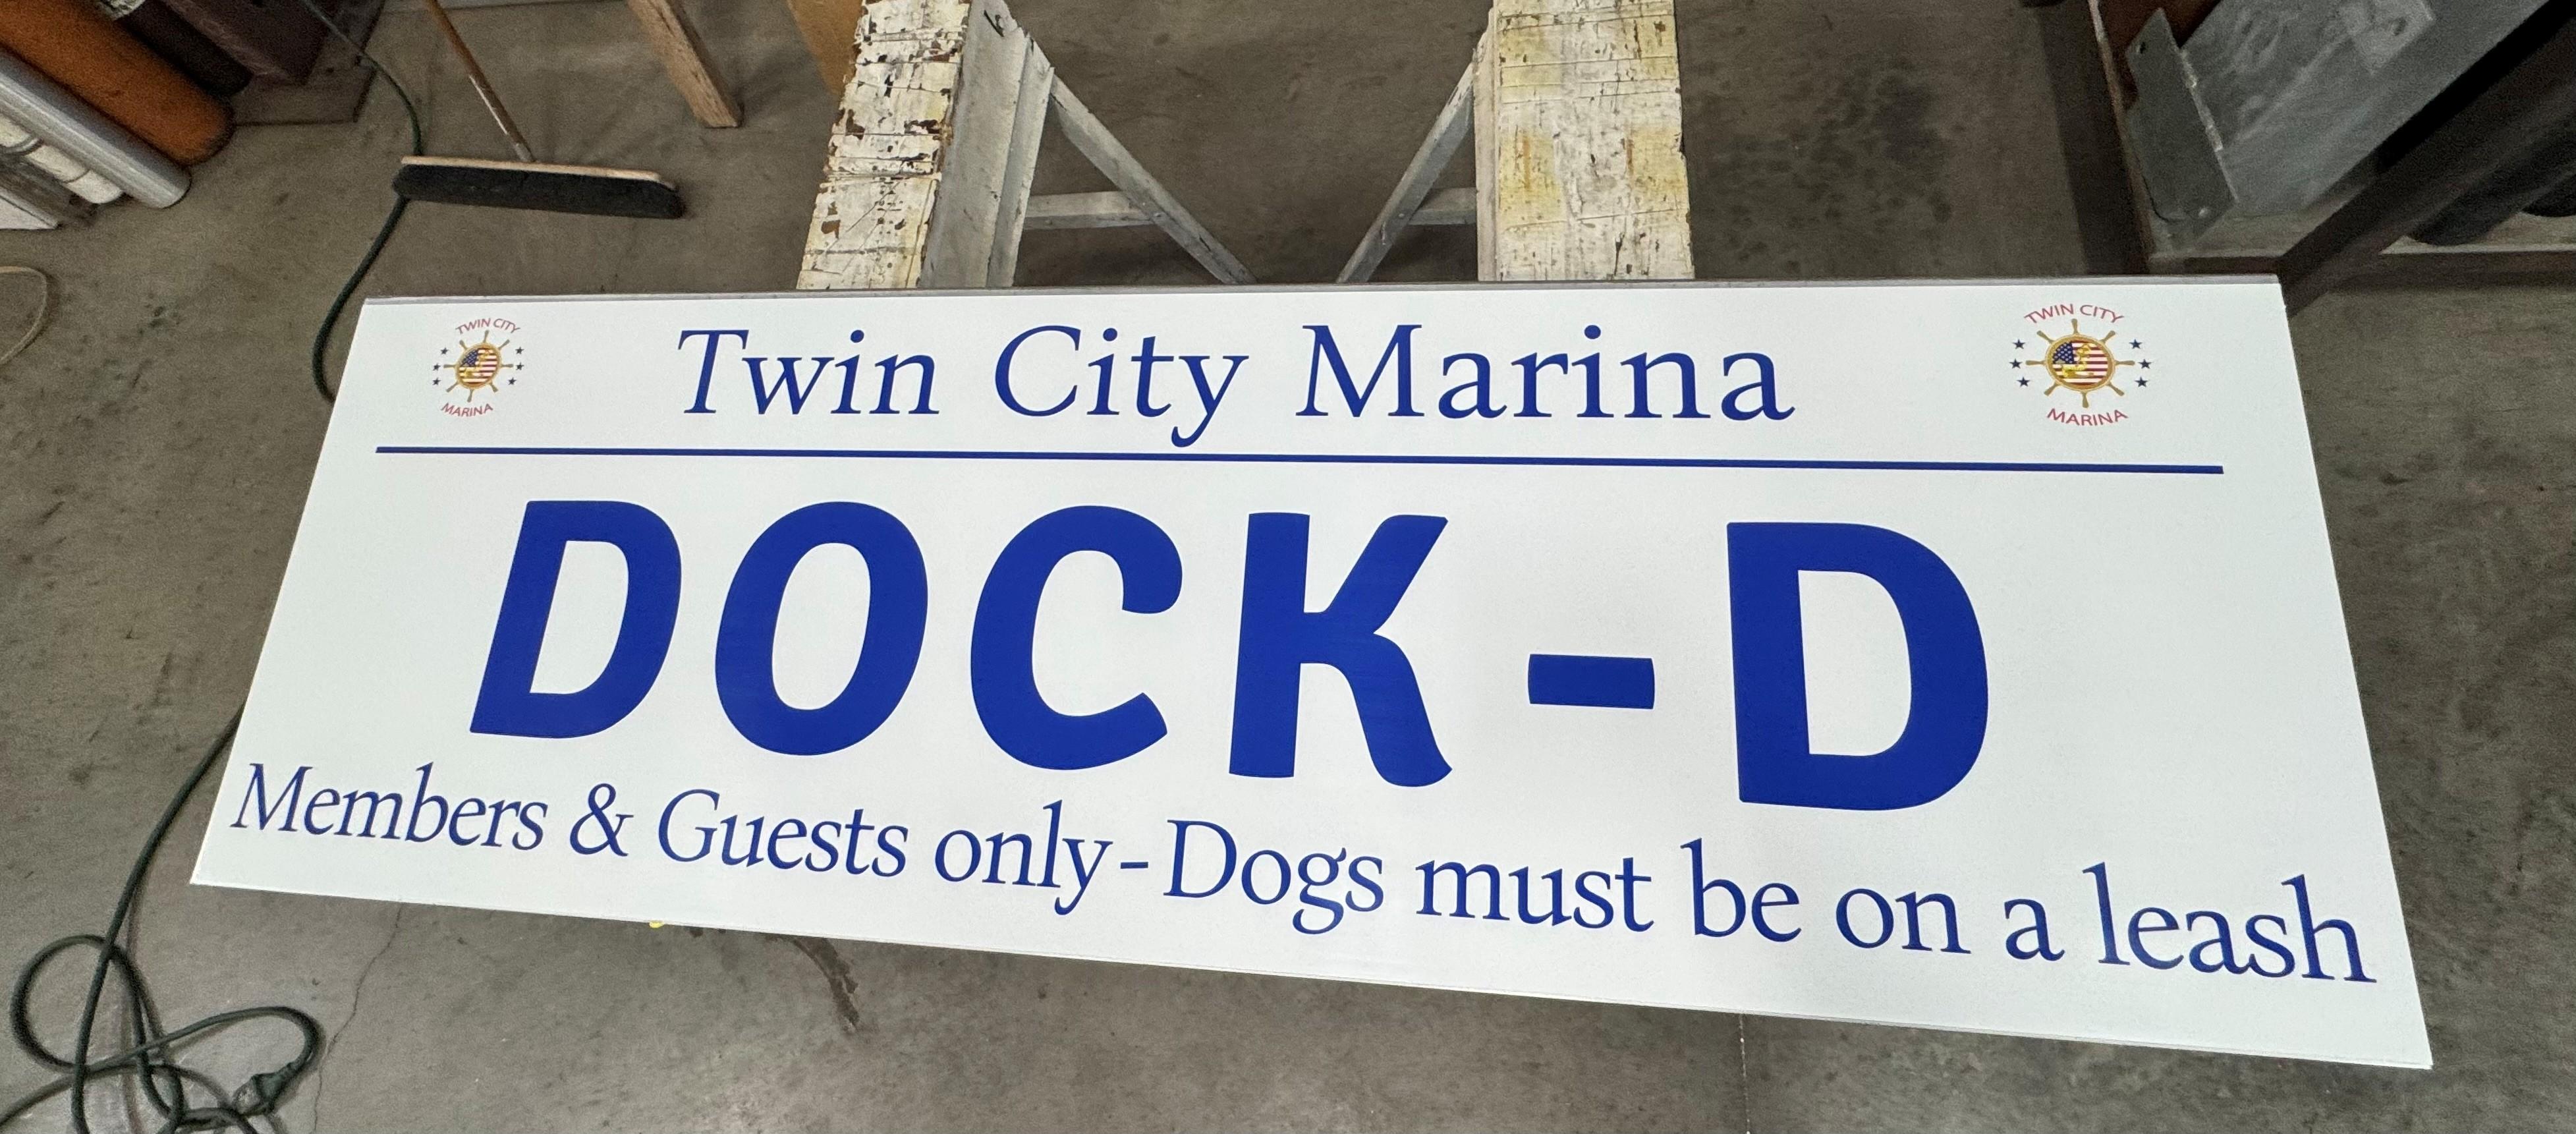 TWIN CITY
MARINA
Twin City Marina
TWIN CITY
MARINA
DOCK-D
Members & Guests only-Dogs must be on a leash